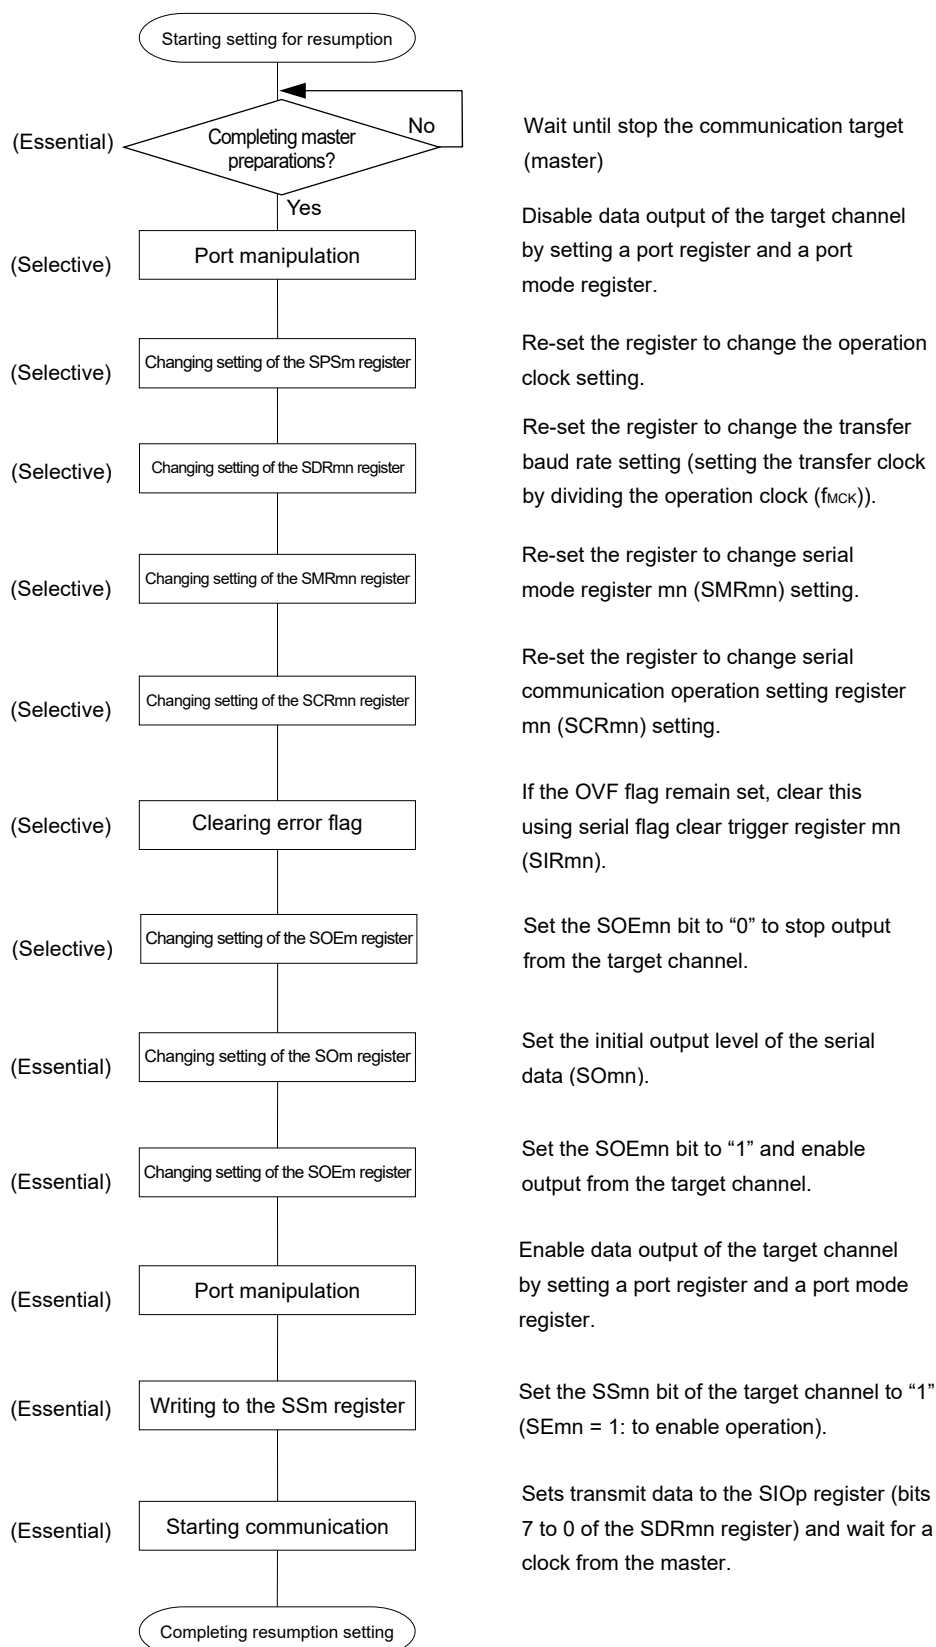 Starting setting for resumption
(Essential)
Completing master
preparations?
No
Wait until stop the communication target
(master)
Yes
(Selective)
Port manipulation
Disable data output of the target channel
by setting a port register and a port
mode register.
(Selective)
Changing setting of the SPSm register
Re-set the register to change the operation
clock setting.
(Selective)
Changing setting of the SDRmn register
Re-set the register to change the transfer
baud rate setting (setting the transfer clock
by dividing the operation clock (fMCK)).
(Selective)
Changing setting of the SMRmn register
Re-set the register to change serial
mode register mn (SMRmn) setting.
(Selective)
Changing setting of the SCRmn register
Re-set the register to change serial
communication operation setting register
mn (SCRmn) setting.
(Selective)
Clearing error flag
If the OVF flag remain set, clear this
using serial flag clear trigger register mn
(SIRmn).
(Selective)
Changing setting of the SOEm register
Set the SOEmn bit to “0” to stop output
from the target channel.
(Essential)
Changing setting of the SOm register
Set the initial output level of the serial
data (SOmn).
(Essential)
Changing setting of the SOEm register
Set the SOEmn bit to “1” and enable
output from the target channel.
(Essential)
Port manipulation
Enable data output of the target channel
by setting a port register and a port mode
register.
(Essential)
Writing to the SSm register
Set the SSmn bit of the target channel to “1”
(SEmn = 1: to enable operation).
(Essential)
Starting communication
Sets transmit data to the SIOp register (bits
7 to 0 of the SDRmn register) and wait for a
clock from the master.
Completing resumption setting